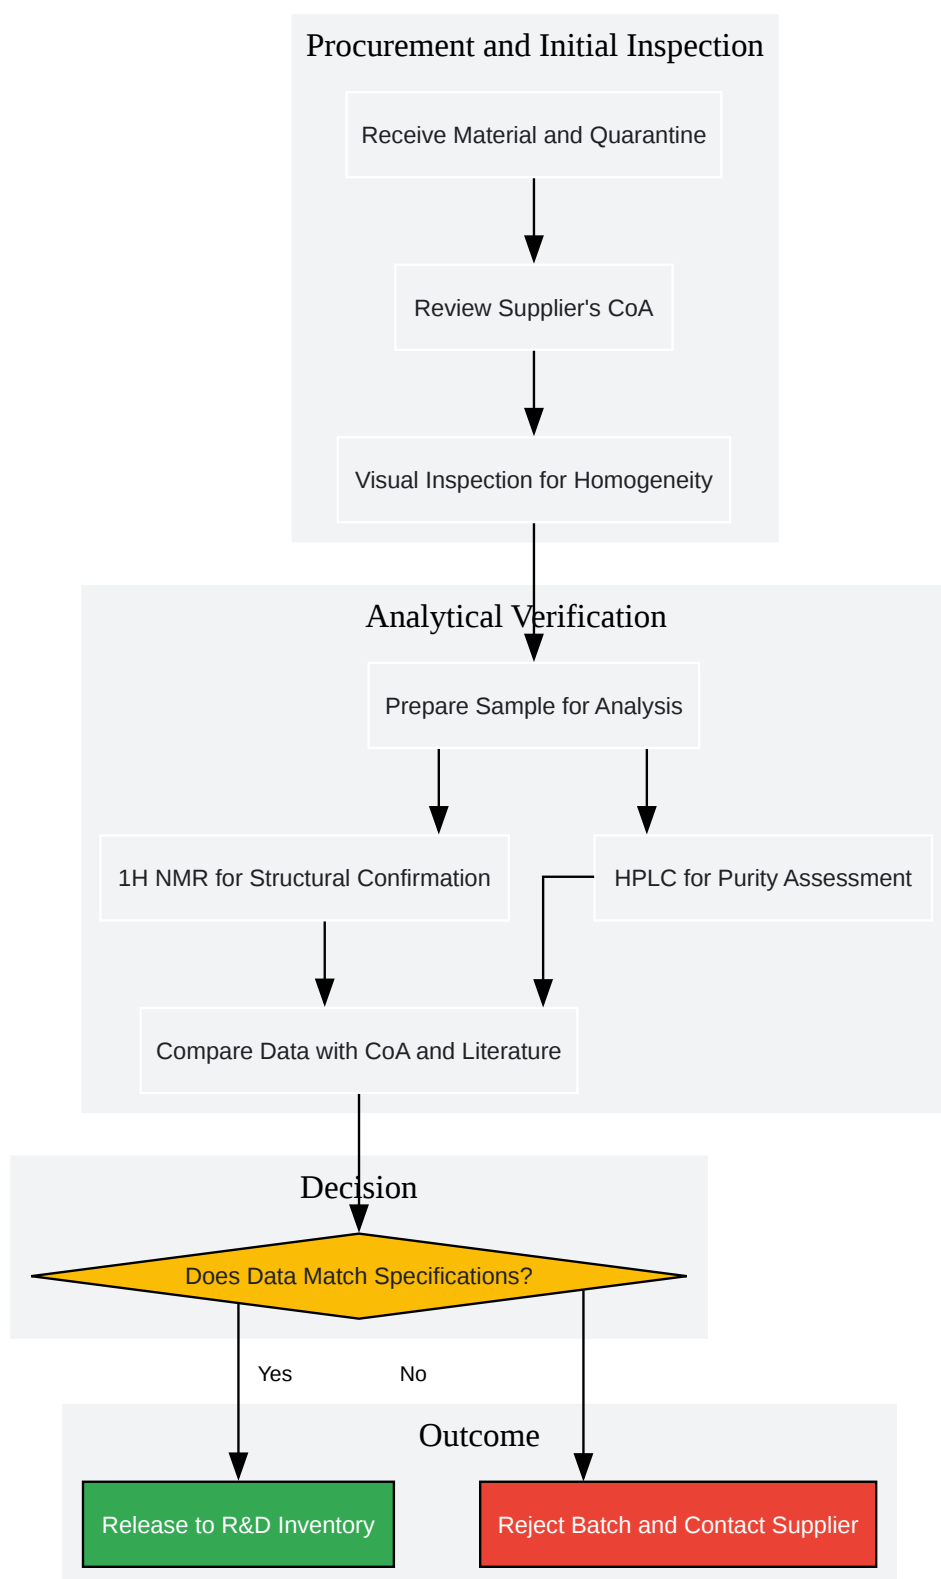 Procurement and Initial Inspection
Receive Material and Quarantine
Review Supplier's CoA
Visual Inspection for Homogeneity
Analytical Verification
Prepare Sample for Analysis
1H NMR for Structural Confirmation
HPLC for Purity Assessment
Compare Data with CoA and Literature
Decision
Does Data Match Specifications?
Yes
No
Outcome
Release to R&D Inventory
Reject Batch and Contact Supplier